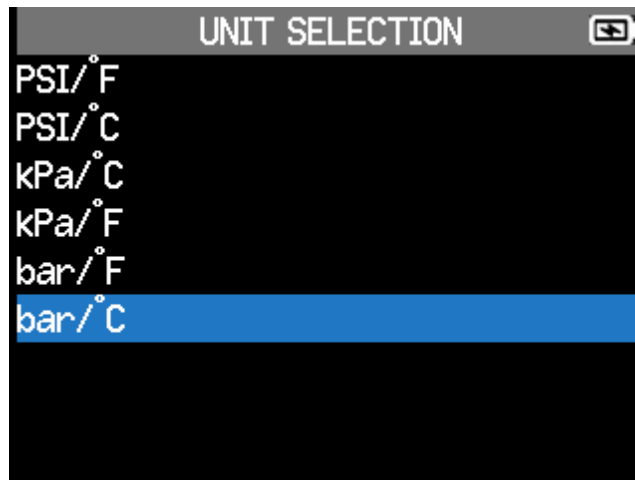 UNIT SELECTION
PSI/°F
PSI/°C
kPa/°C
kPa/°F
bar/°F
bar/°C